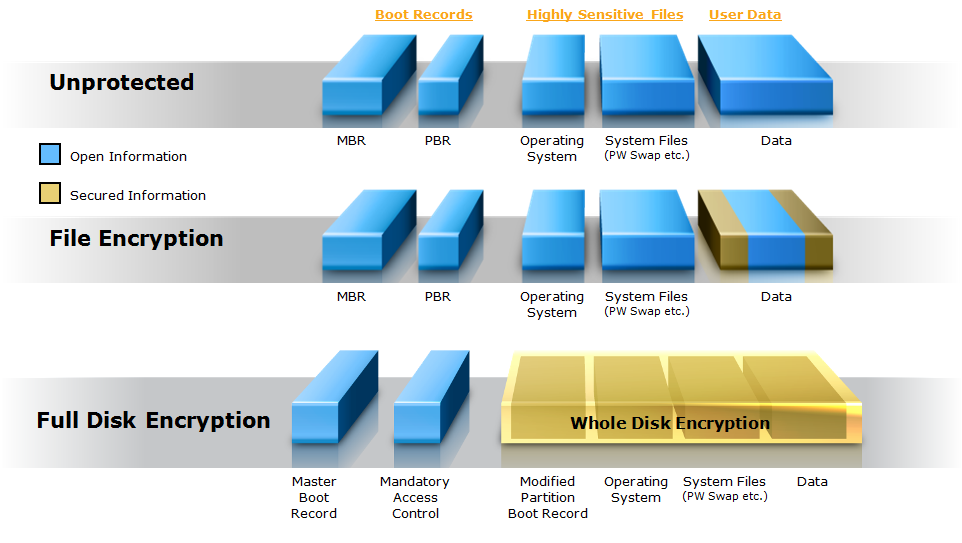 Boot Records Highly Sensitive Files User Data
Unprotected
MBR PBR Operating System System Files (PW Swap etc.) Data
Open Information
Secured Information
File Encryption
MBR PBR Operating System System Files (PW Swap etc.) Data
Full Disk Encryption
Whole Disk Encryption
Master Boot Record Mandatory Access Control Modified Partition Boot Record Operating System System Files (PW Swap etc.) Data